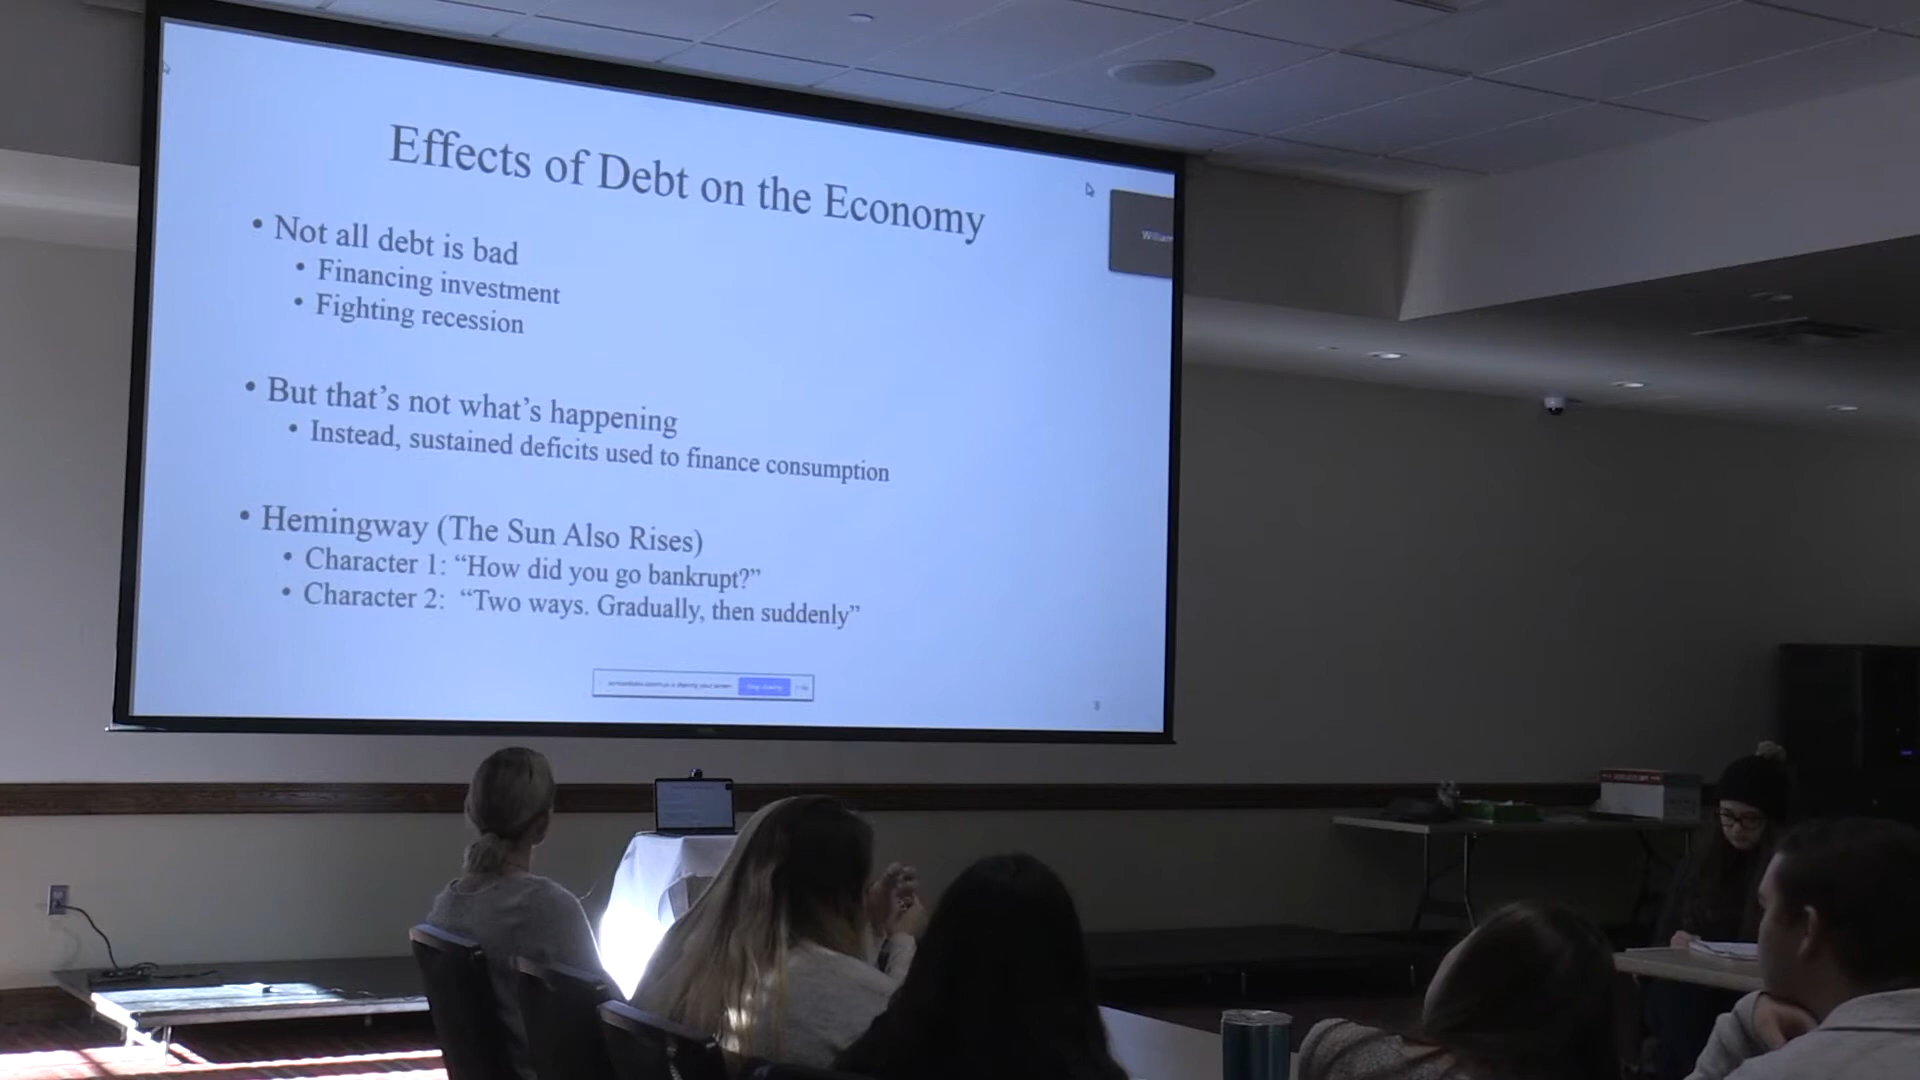 Effects of Debt on the Economy
• Not all debt is bad
• Financing investment
• Fighting recession
• But that’s not what’s happening
• Instead, sustained deficits used to finance consumption
• Hemingway (The Sun Also Rises)
• Character 1: “How did you go bankrupt?”
• Character 2: “Two ways. Gradually, then suddenly”
William
3